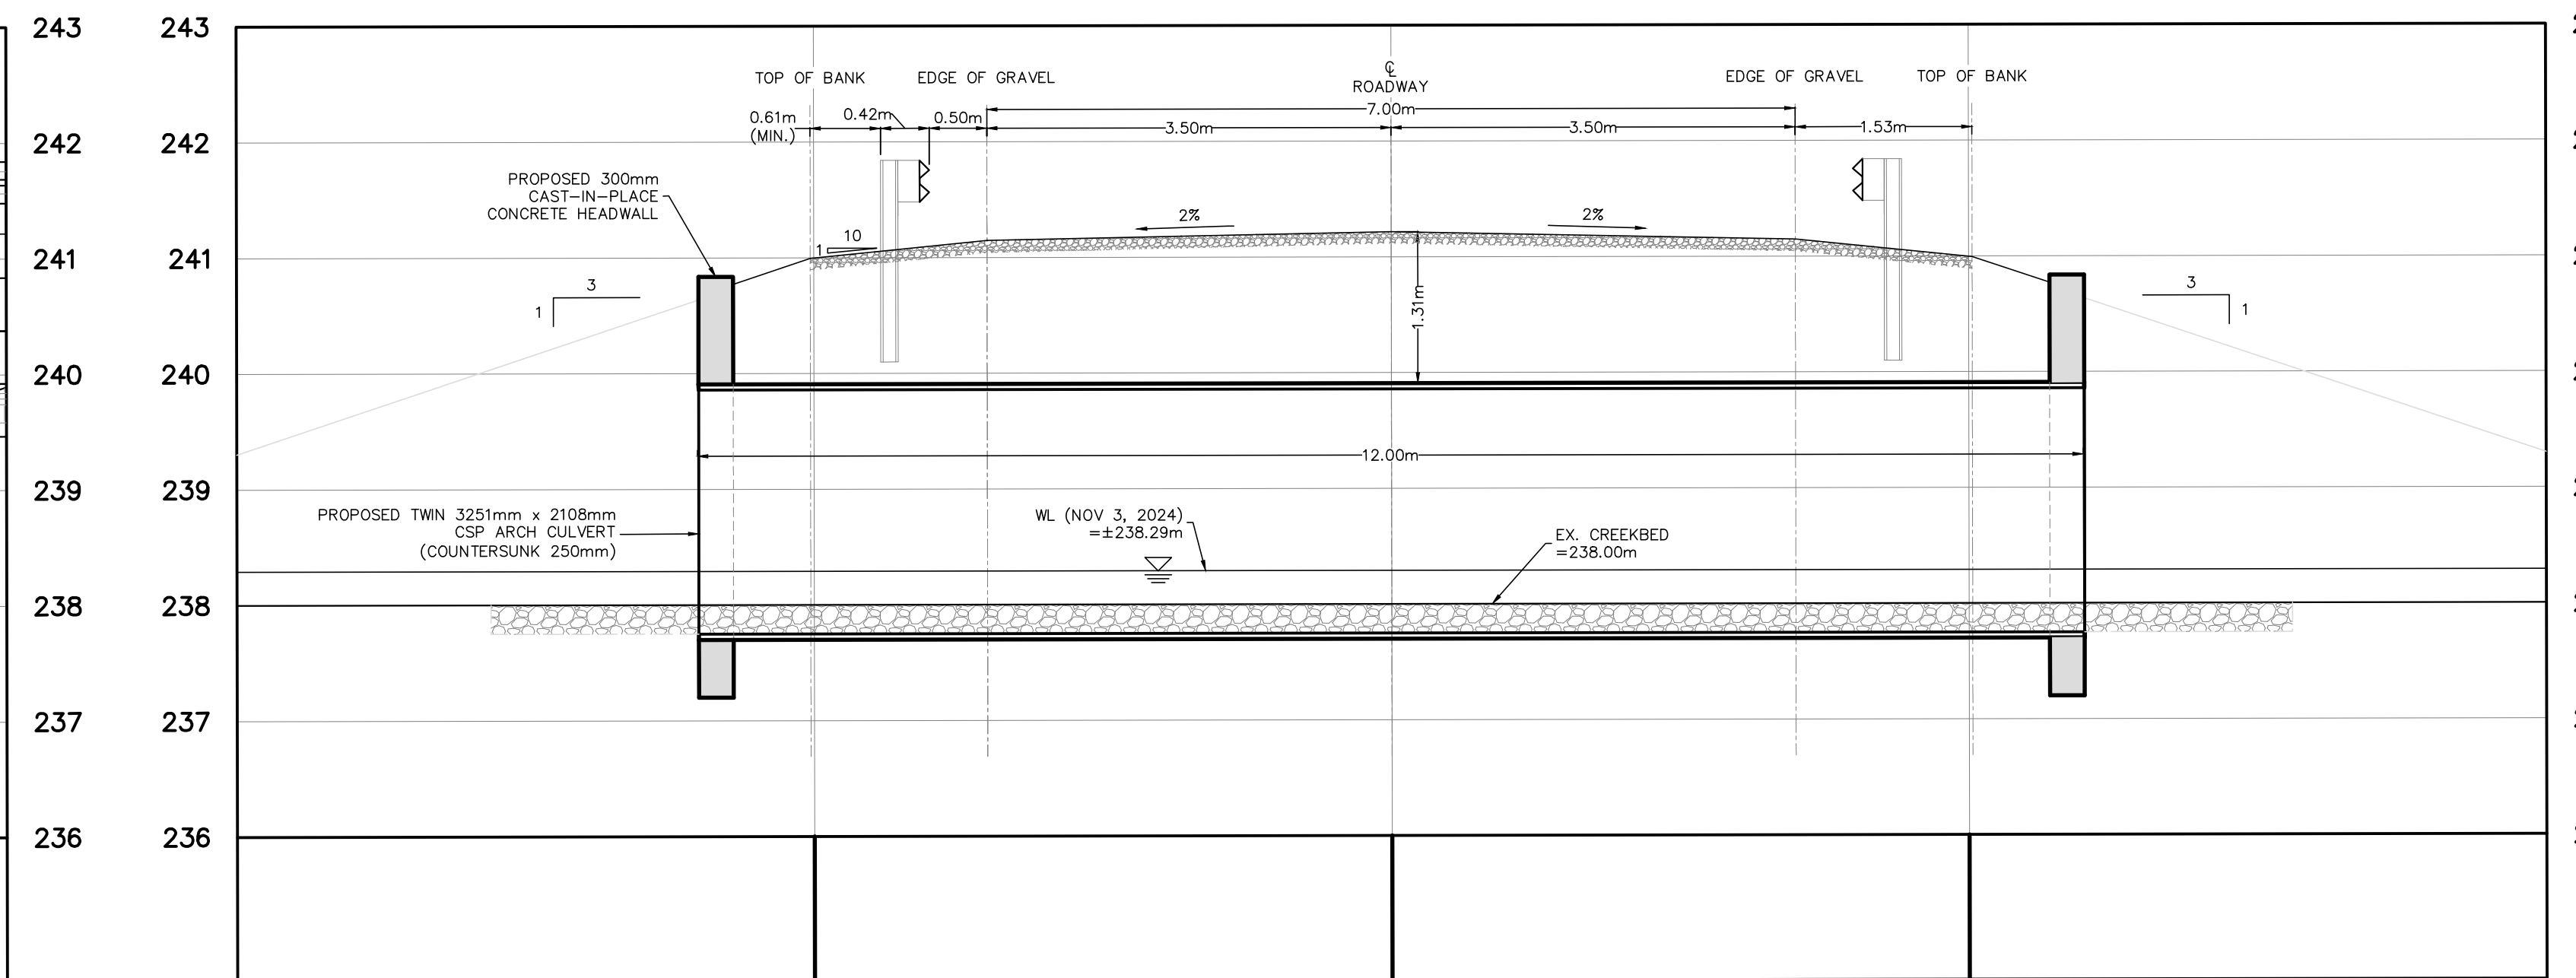 243 243
TOP OF BANK EDGE OF GRAVEL ℄ EDGE OF GRAVEL TOP OF BANK
ROADWAY
7.00m
0.61m 0.42m 0.50m 3.50m 3.50m 1.53m
(MIN.)
242 242
PROPOSED 300mm
CAST-IN-PLACE
CONCRETE HEADWALL
2% 2%
1 10
241 241
3 3
1 1
1.31m
240 240
12.00m
239 239
PROPOSED TWIN 3251mm x 2108mm
CSP ARCH CULVERT
(COUNTERSUNK 250mm)
WL (NOV 3, 2024)
=±238.29m
EX. CREEKBED
=238.00m
238 238
237 237
236 236